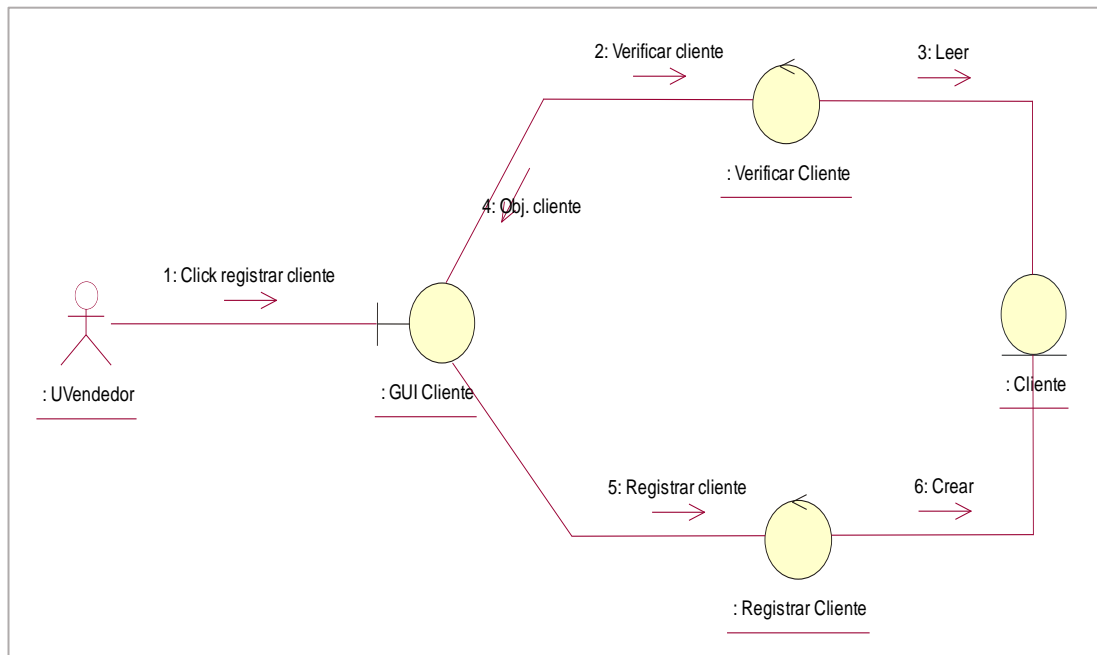 2: Verificar cliente
3: Leer
: Verificar Cliente
4: Obj. cliente
1: Click registrar cliente
: UVendedor
: GUI Cliente
: Cliente
5: Registrar cliente
6: Crear
: Registrar Cliente